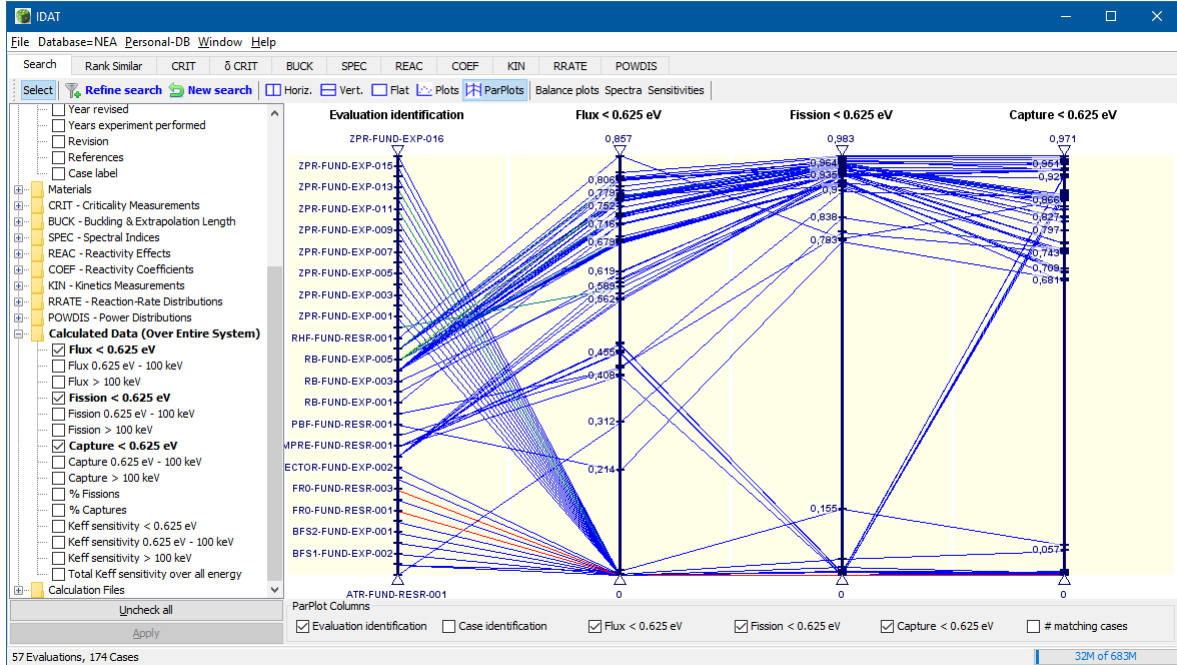 IDAT
File Database=NEA Personal-DB Window Help
Search Rank Similar CRIT δ CRIT BUCK SPEC REAC COEF KIN RRATE POWDIS
Select Refine search New search Horiz. Vert. Flat Plots ParPlots Balance plots Spectra Sensitivities
Year revised
Years experiment performed
Revision
References
Case label
Materials
CRIT - Criticality Measurements
BUCK - Buckling & Extrapolation Length
SPEC - Spectral Indices
REAC - Reactivity Effects
COEF - Reactivity Coefficients
KIN - Kinetics Measurements
RRATE - Reaction-Rate Distributions
POWDIS - Power Distributions
Calculated Data (Over Entire System)
Flux < 0.625 eV
Flux 0.625 eV - 100 keV
Flux > 100 keV
Fission < 0.625 eV
Fission 0.625 eV - 100 keV
Fission > 100 keV
Capture < 0.625 eV
Capture 0.625 eV - 100 keV
Capture > 100 keV
% Fissions
% Captures
Keff sensitivity < 0.625 eV
Keff sensitivity 0.625 eV - 100 keV
Keff sensitivity > 100 keV
Total Keff sensitivity over all energy
Calculation Files
Uncheck all
Apply
Evaluation identification Flux < 0.625 eV Fission < 0.625 eV Capture < 0.625 eV
ZPR-FUND-EXP-016 0,857 0,983 0,971
ZPR-FUND-EXP-015
ZPR-FUND-EXP-013
ZPR-FUND-EXP-011
ZPR-FUND-EXP-009
ZPR-FUND-EXP-007
ZPR-FUND-EXP-005
ZPR-FUND-EXP-003
ZPR-FUND-EXP-001
RHF-FUND-RESR-001
RB-FUND-EXP-005
RB-FUND-EXP-003
RB-FUND-EXP-001
PBF-FUND-RESR-001
MPRE-FUND-RESR-001
ECTOR-FUND-EXP-002
FR0-FUND-RESR-003
FR0-FUND-RESR-001
BFS2-FUND-EXP-001
BFS1-FUND-EXP-002
ATR-FUND-RESR-001
0,806
0,779
0,752
0,716
0,679
0,619
0,589
0,562
0,455
0,408
0,312
0,214
0
0,964
0,935
0,9
0,838
0,783
0,155
0
0,951
0,92
0,866
0,827
0,797
0,743
0,709
0,681
0,057
0
ParPlot Columns
Evaluation identification Case identification Flux < 0.625 eV Fission < 0.625 eV Capture < 0.625 eV # matching cases
57 Evaluations, 174 Cases 32M of 683M